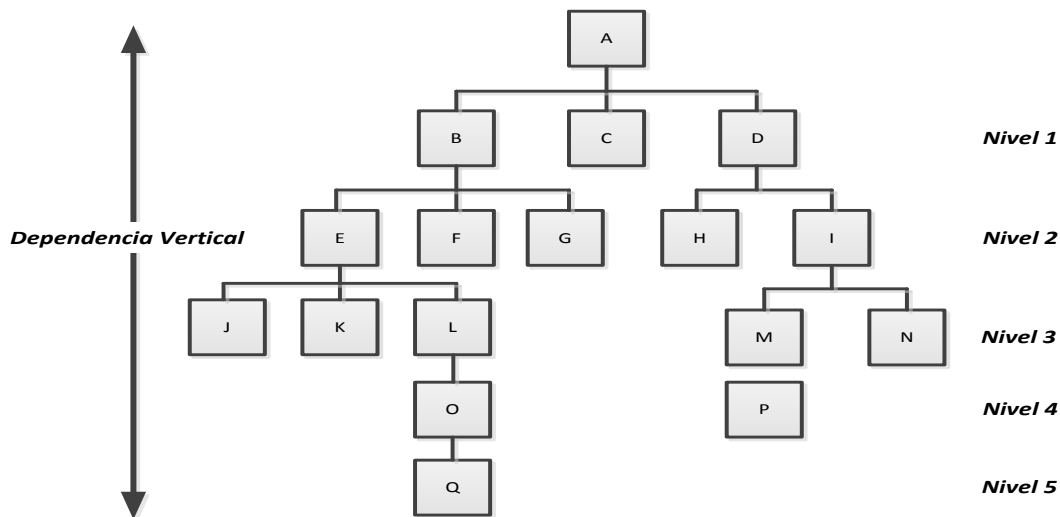 A
B C D Nivel 1
Dependencia Vertical E F G H I Nivel 2
J K L M N Nivel 3
O P Nivel 4
Q Nivel 5